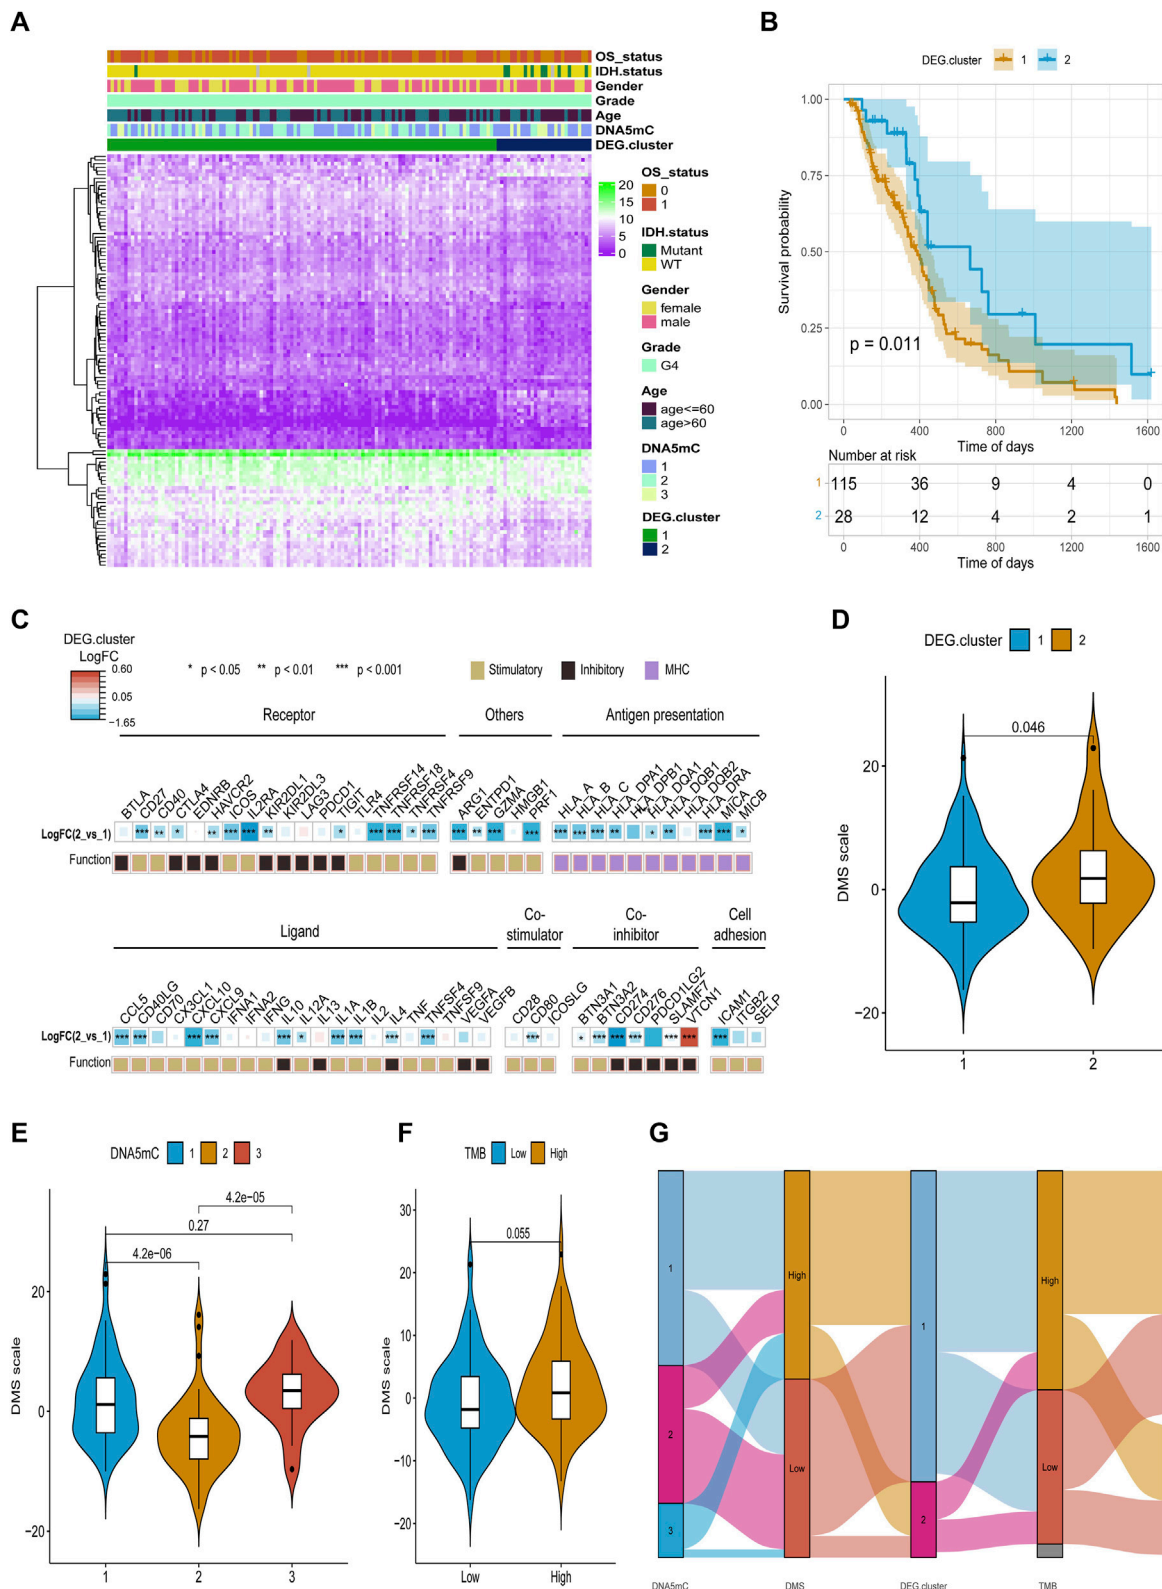 A
OS_status
IDH.status
Gender
Grade
Age
DNA5mC
DEG.cluster
20
15
10
5
0
OS_status
0
1
IDH.status
Mutant
WT
Gender
female
male
Grade
G4
Age
age<=60
age>60
DNA5mC
1
2
3
DEG.cluster
1
2
B
DEG.cluster 1 2
Survival probability
1.00
0.75
0.50
0.25
0.00
p = 0.011
0 400 800 1200 1600
Time of days
Number at risk
1 115 36 9 4 0
2 28 12 4 2 1
0 400 800 1200 1600
Time of days
C
DEG.cluster
LogFC
0.60
0.05
−1.65
* p < 0.05 ** p < 0.01 *** p < 0.001
Stimulatory Inhibitory MHC
Receptor Others Antigen presentation
BTLA CD27 CD40 CTLA4 EDNRB HAVCR2 ICOS IL2RA KIR2DL1 KIR2DL3 LAG3 PDCD1 TIGIT TLR4 TNFRSF14 TNFRSF18 TNFRSF4 TNFRSF9 ARG1 ENTPD1 GZMA HMGB1 PRF1 HLA_A HLA_B HLA_C HLA_DPA1 HLA_DPB1 HLA_DQA1 HLA_DQB1 HLA_DQB2 HLA_DRA MICA MICB
LogFC(2_vs_1)
Function
Ligand Co-stimulator Co-inhibitor Cell adhesion
CCL5 CD40LG CD70 CX3CL1 CXCL10 CXCL9 IFNA1 IFNA2 IFNG IL10 IL12A IL13 IL1A IL1B IL2 IL4 TNF TNFSF4 TNFSF9 VEGFA VEGFB CD28 CD80 ICOSLG BTN3A1 BTN3A2 CD274 CD276 PDCD1LG2 SLAMF7 VTCN1 ICAM1 ITGB2 SELP
LogFC(2_vs_1)
Function
D
DEG.cluster 1 2
DMS scale
20
0
−20
0.046
1 2
E
DNA5mC 1 2 3
DMS scale
20
0
−20
4.2e−05
0.27
4.2e−06
1 2 3
F
TMB Low High
DMS scale
30
20
10
0
−10
−20
0.055
Low High
G
1
2
3
High
Low
1
2
High
Low
DNA5mC DMS DEG.cluster TMB